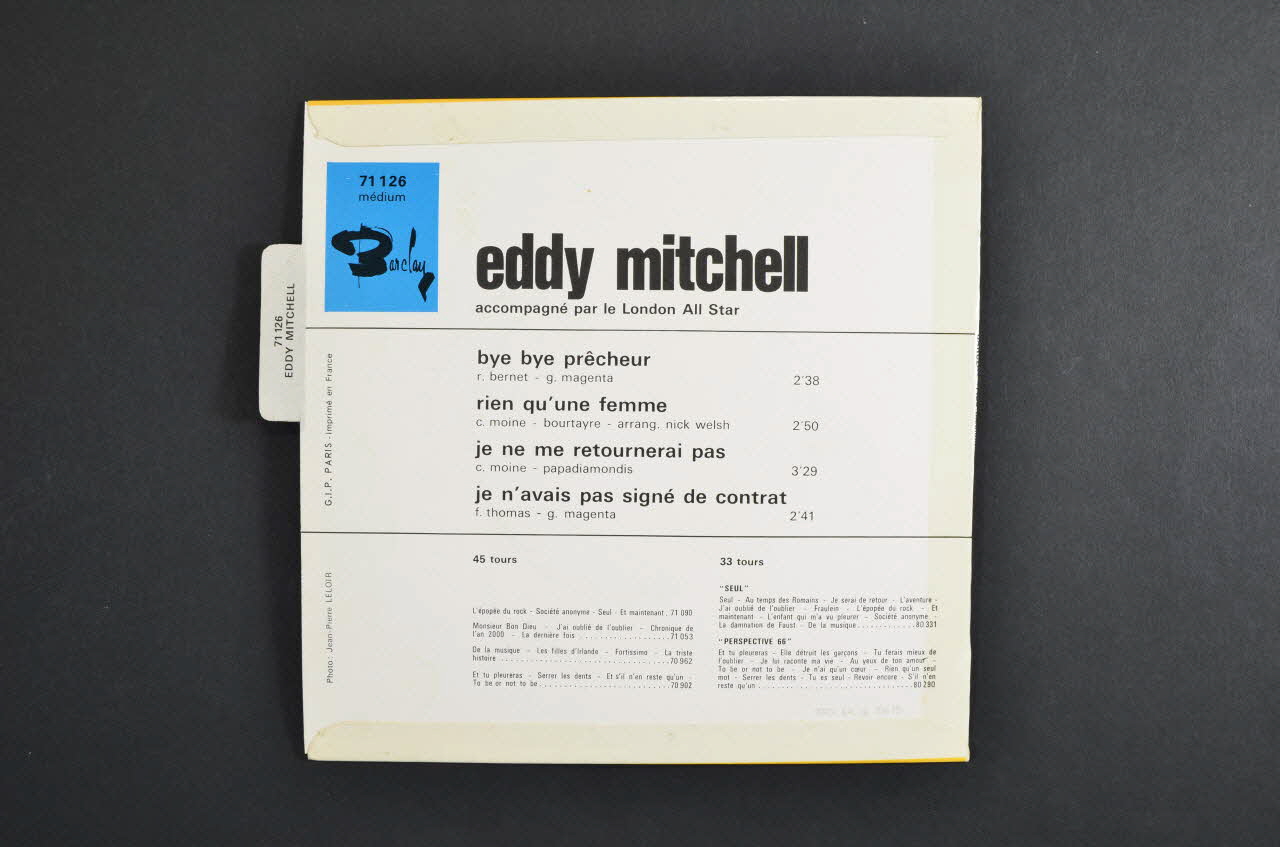 71 126
médium
Barclay
eddy mitchell
accompagné par le London All Star
71 126
EDDY MITCHELL
G.I.P. PARIS - Imprimé en France
bye bye prêcheur
r. bernet - g. magenta 2'38
rien qu'une femme
c. moine - bourtayre - arrang. nick welsh 2'50
je ne me retournerai pas
c. moine - papadiamondis 3'29
je n'avais pas signé de contrat
f. thomas - g. magenta 2'41
Photo : Jean-Pierre LELOIR
45 tours
L'épopée du rock - Société anonyme - Seul - Et maintenant . 71 090
Monsieur Bon Dieu - J'ai oublié de l'oublier - Chronique de
l'an 2000 - La dernière fois ....................71 053
De la musique - Les filles d'Irlande - Fortissimo - La triste
histoire ....................................70 962
Et tu pleureras - Serrer les dents - Et s'il n'en reste qu'un -
To be or not to be ...........................70 902
33 tours
"SEUL"
Seul - Au temps des Romains - Je serai de retour - L'aventure -
J'ai oublié de l'oublier - Fraulein - L'épopée du rock - Et
maintenant - L'enfant qui m'a vu pleurer - Société anonyme -
La damnation de Faust - De la musique.............80 331
"PERSPECTIVE 66"
Et tu pleureras - Elle détruit les garçons - Tu ferais mieux de
l'oublier - Je lui raconte ma vie - Au yeux de ton amour -
To be or not to be - Je n'ai qu'un cœur - Rien qu'un seul
mot - Serrer les dents - Tu es seul - Revoir encore - S'il n'en
reste qu'un ..................................80 290